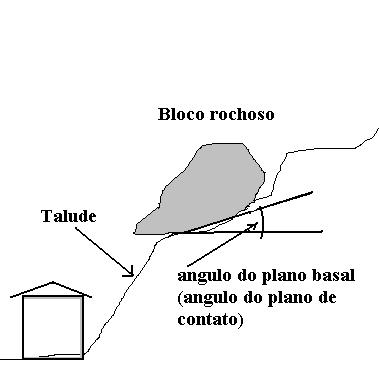 Bloco rochoso
Talude
angulo do plano basal
(angulo do plano de
contato)